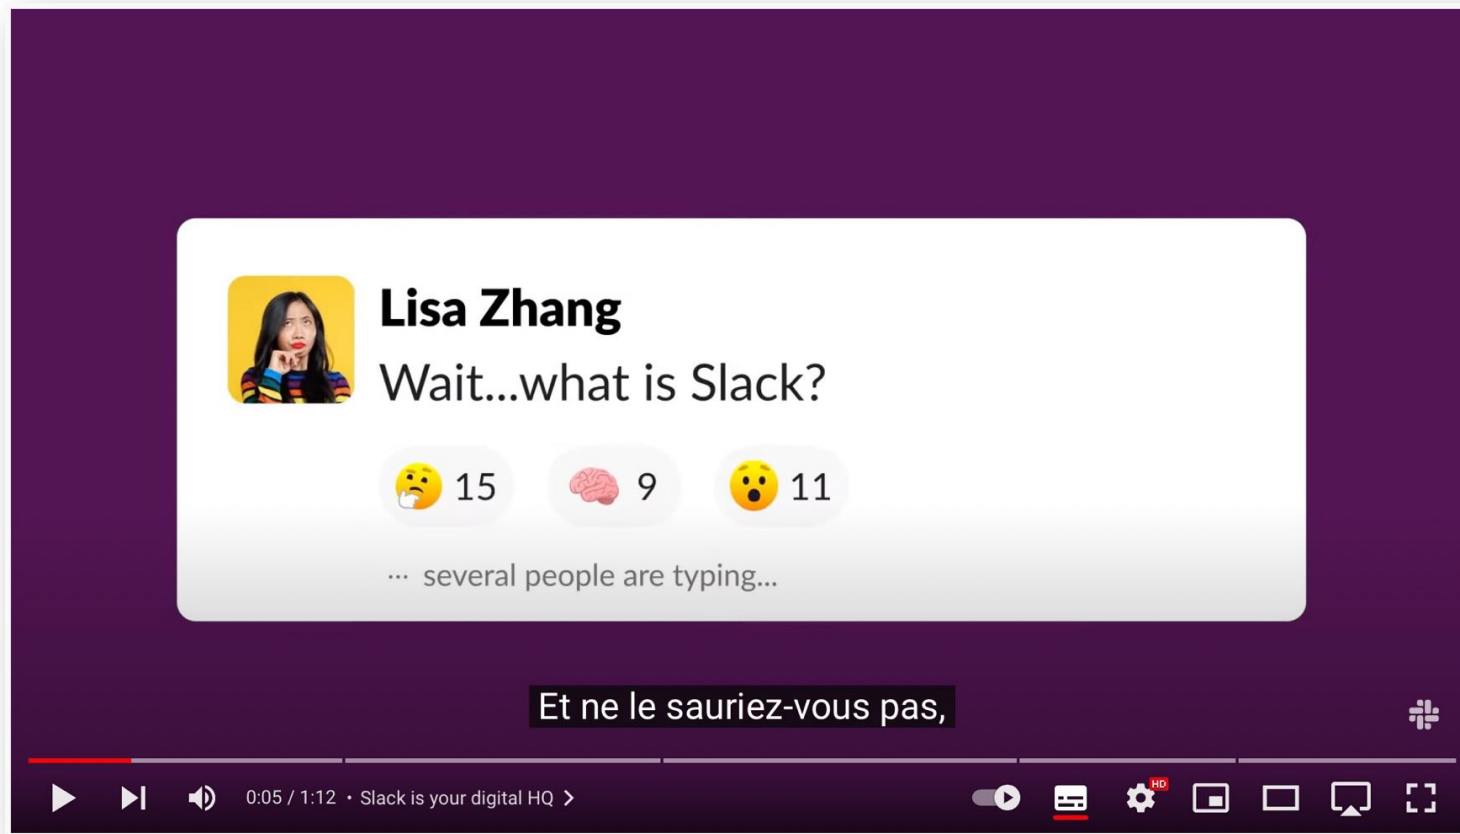 Lisa Zhang
Wait...what is Slack?
15 9 11
... several people are typing...
Et ne le sauriez-vous pas,
0:05 / 1:12 • Slack is your digital HQ
HD